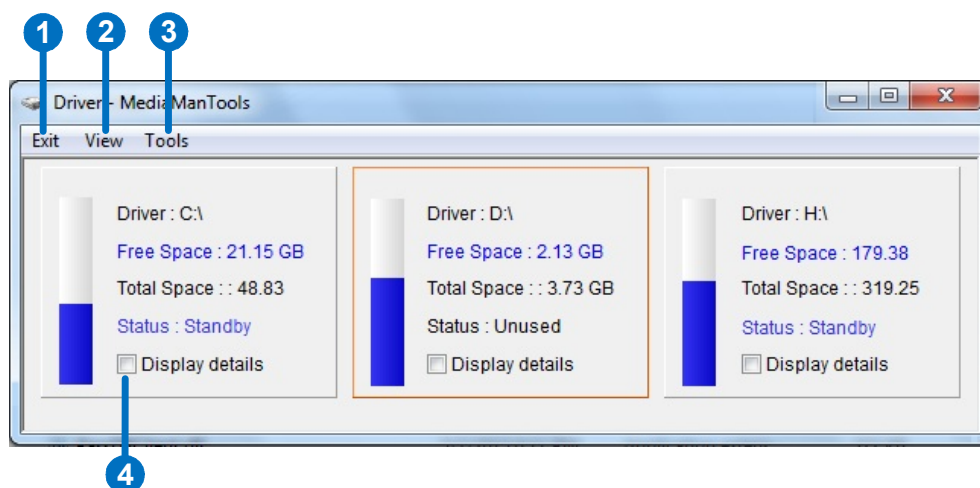 1 2 3
Driver - MediaManTools
Exit View Tools
Driver : C:\
Free Space : 21.15 GB
Total Space : : 48.83
Status : Standby
Display details
Driver : D:\
Free Space : 2.13 GB
Total Space : : 3.73 GB
Status : Unused
Display details
Driver : H:\
Free Space : 179.38
Total Space : : 319.25
Status : Standby
Display details
4